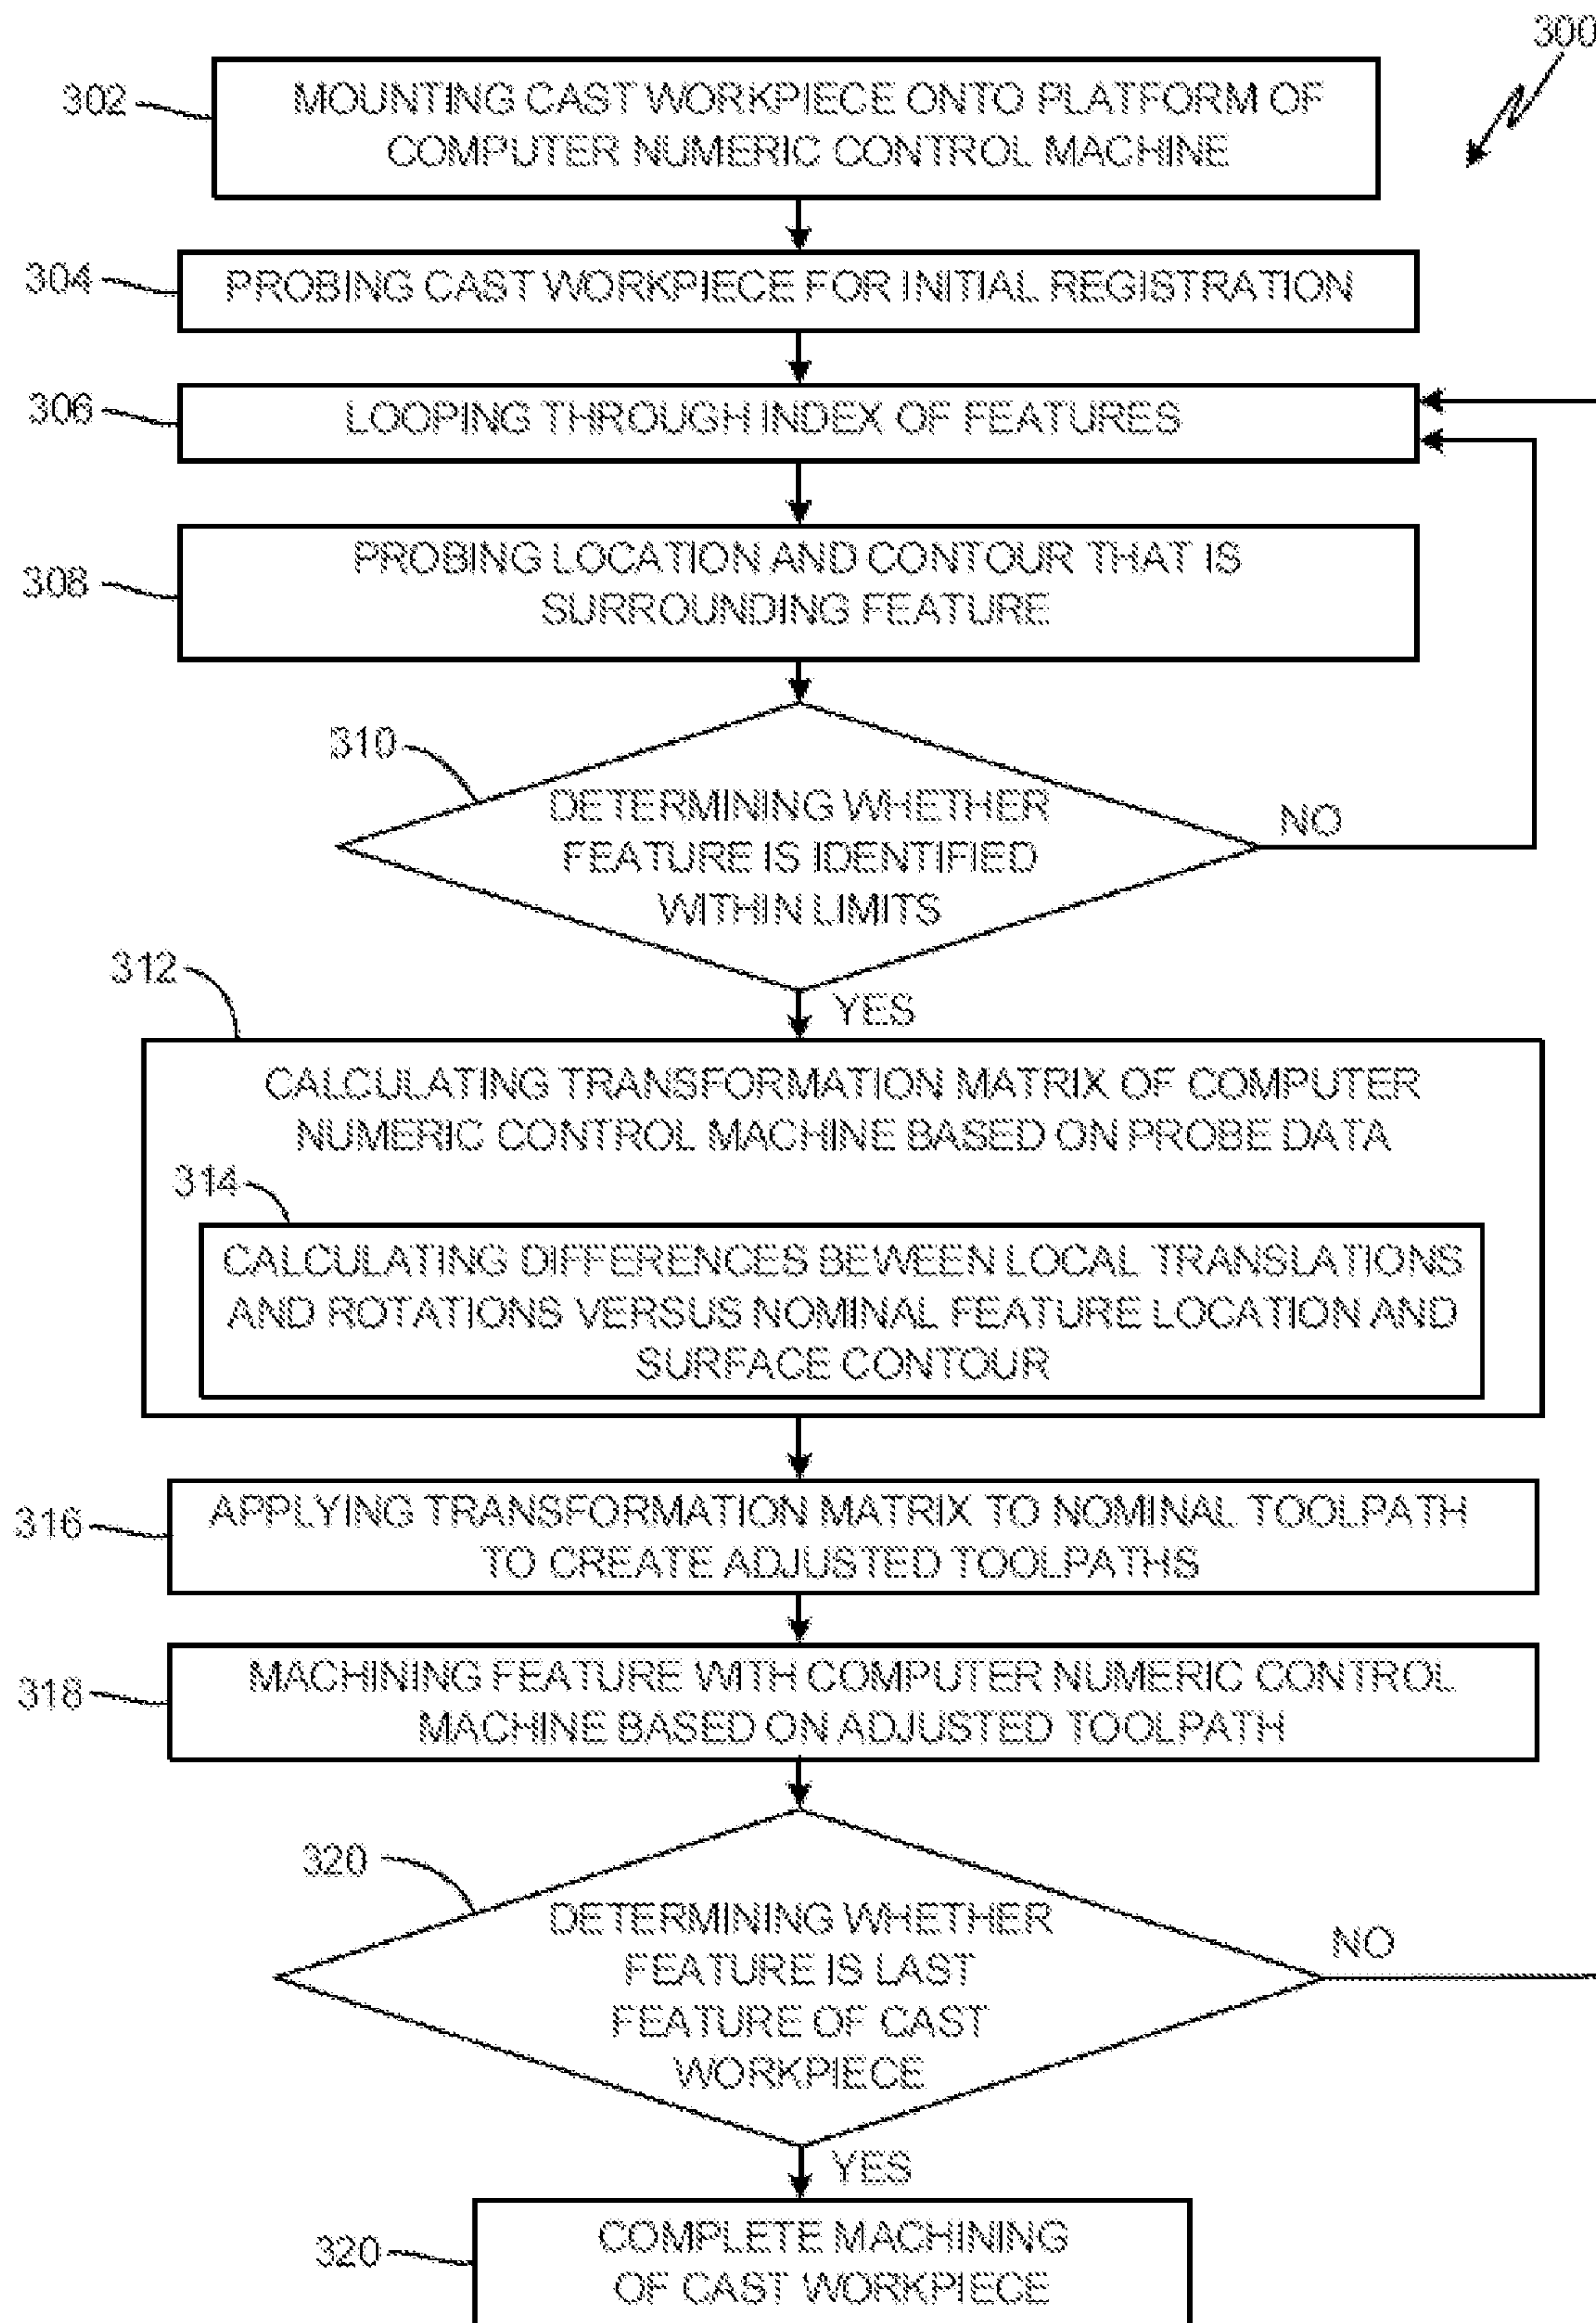 300
302
MOUNTING CAST WORKPIECE ONTO PLATFORM OF
COMPUTER NUMERIC CONTROL MACHINE
304
PROBING CAST WORKPIECE FOR INITIAL REGISTRATION
306
LOOPING THROUGH INDEX OF FEATURES
308
PROBING LOCATION AND CONTOUR THAT IS
SURROUNDING FEATURE
310
DETERMINING WHETHER
FEATURE IS IDENTIFIED
WITHIN LIMITS
NO
YES
312
CALCULATING TRANSFORMATION MATRIX OF COMPUTER
NUMERIC CONTROL MACHINE BASED ON PROBE DATA
314
CALCULATING DIFFERENCES BEWEEN LOCAL TRANSLATIONS
AND ROTATIONS VERSUS NOMINAL FEATURE LOCATION AND
SURFACE CONTOUR
316
APPLYING TRANSFORMATION MATRIX TO NOMINAL TOOLPATH
TO CREATE ADJUSTED TOOLPATHS
318
MACHINING FEATURE WITH COMPUTER NUMERIC CONTROL
MACHINE BASED ON ADJUSTED TOOLPATH
320
DETERMINING WHETHER
FEATURE IS LAST
FEATURE OF CAST
WORKPIECE
NO
YES
320
COMPLETE MACHINING
OF CAST WORKPIECE